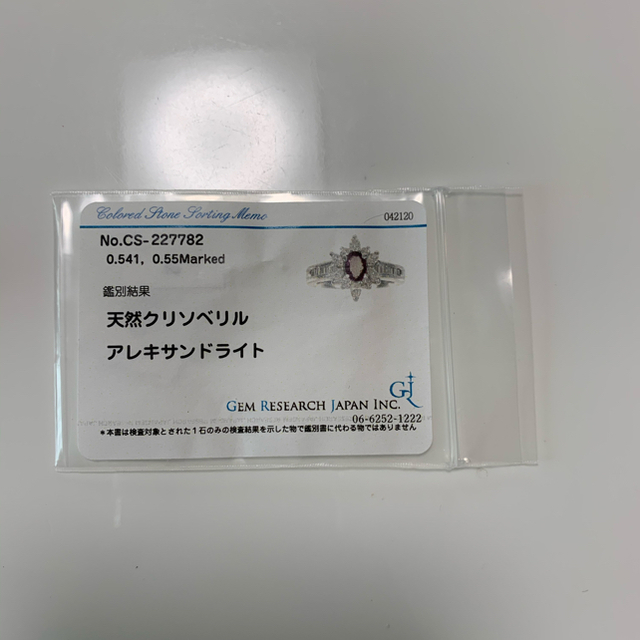 Colored Stone Sorting Memo
042120
No.CS-227782
0.541, 0.55Marked
鑑別結果
天然クリソベリル
アレキサンドライト
GEM RESEARCH JAPAN INC.
06-6252-1222
*本書は検査対象とされた1石のみの検査結果を示した物で鑑別書に代わる物ではありません